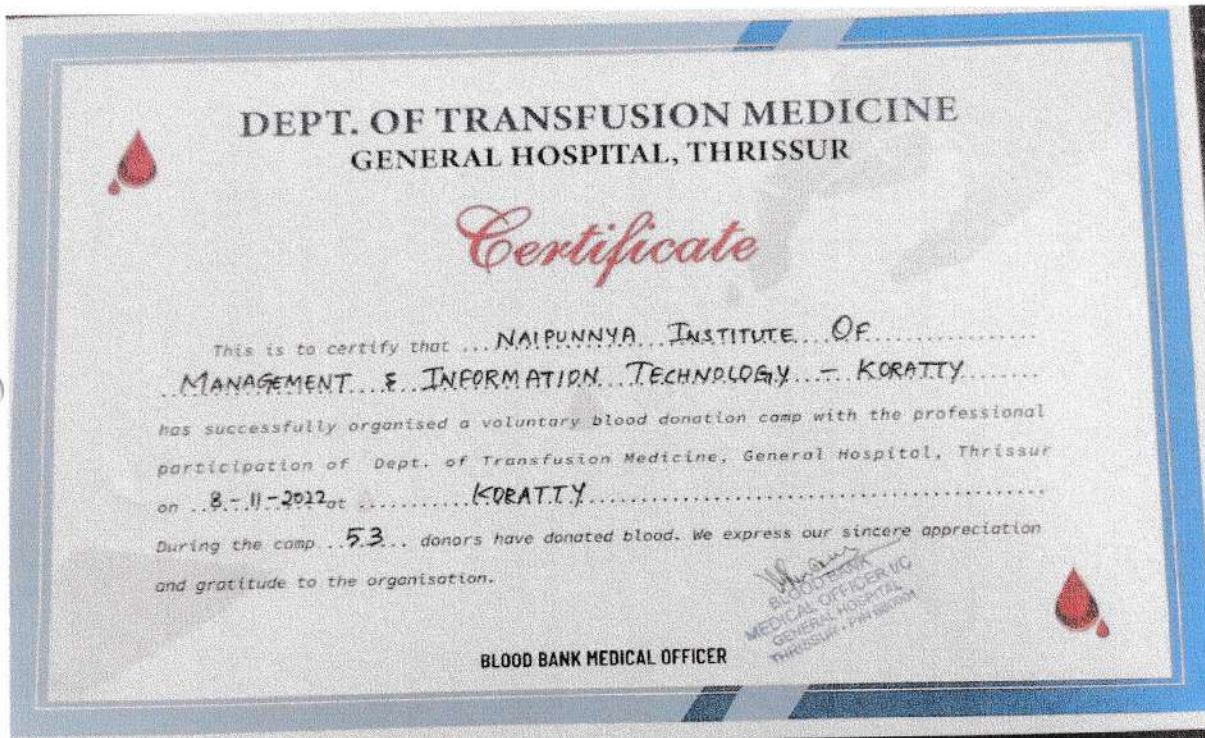 DEPT. OF TRANSFUSION MEDICINE
GENERAL HOSPITAL, THRISSUR
Certificate
This is to certify that ... NAIPUNNYA INSTITUTE OF
MANAGEMENT & INFORMATION TECHNOLOGY - KORATTY
has successfully organised a voluntary blood donation camp with the professional
participation of Dept. of Transfusion Medicine, General Hospital, Thrissur
on 8-11-2022 at KORATTY
During the camp 53 donors have donated blood. We express our sincere appreciation
and gratitude to the organisation.
BLOOD BANK
MEDICAL OFFICER I/C
GENERAL HOSPITAL
THRISSUR
BLOOD BANK MEDICAL OFFICER